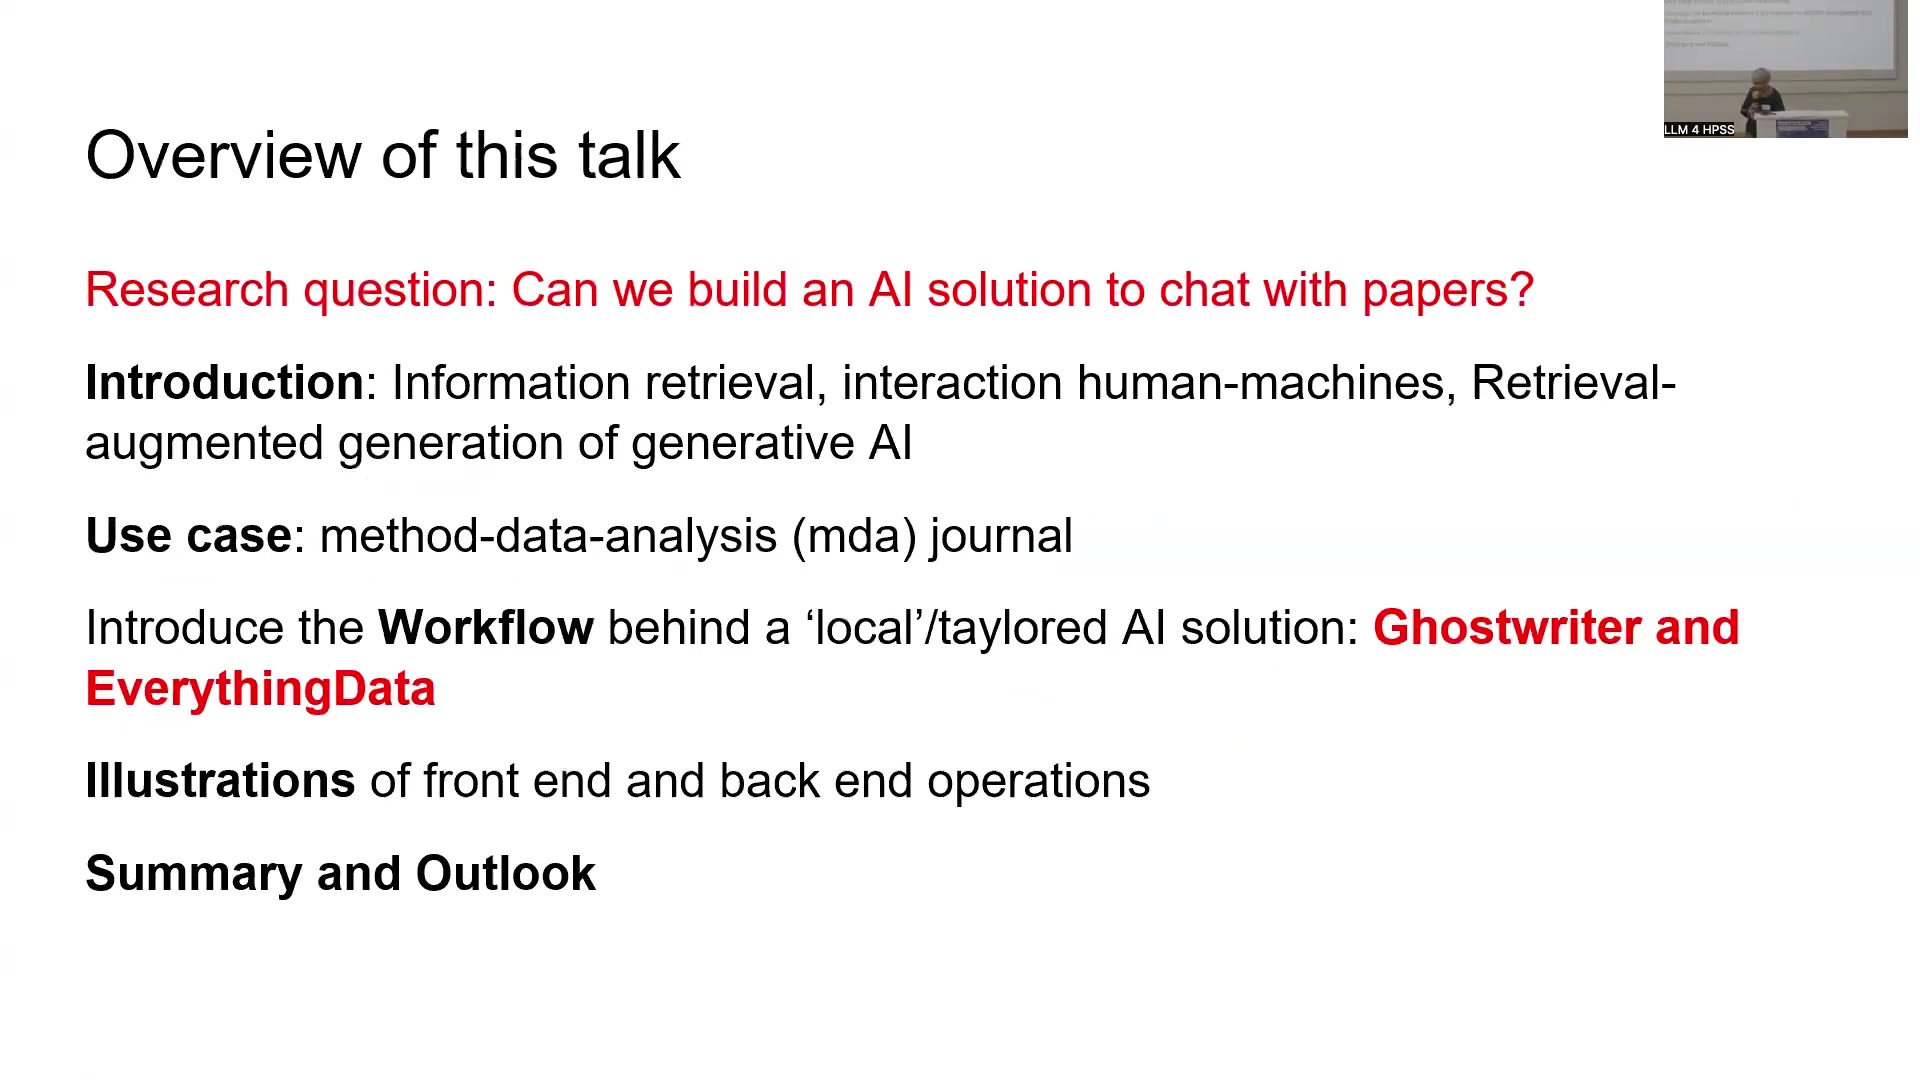 Overview of this talk
Research question: Can we build an AI solution to chat with papers?
Introduction: Information retrieval, interaction human-machines, Retrieval-
augmented generation of generative AI
Use case: method-data-analysis (mda) journal
Introduce the Workflow behind a ‘local’/taylored AI solution: Ghostwriter and
EverythingData
Illustrations of front end and back end operations
Summary and Outlook
LLM 4 HPSS